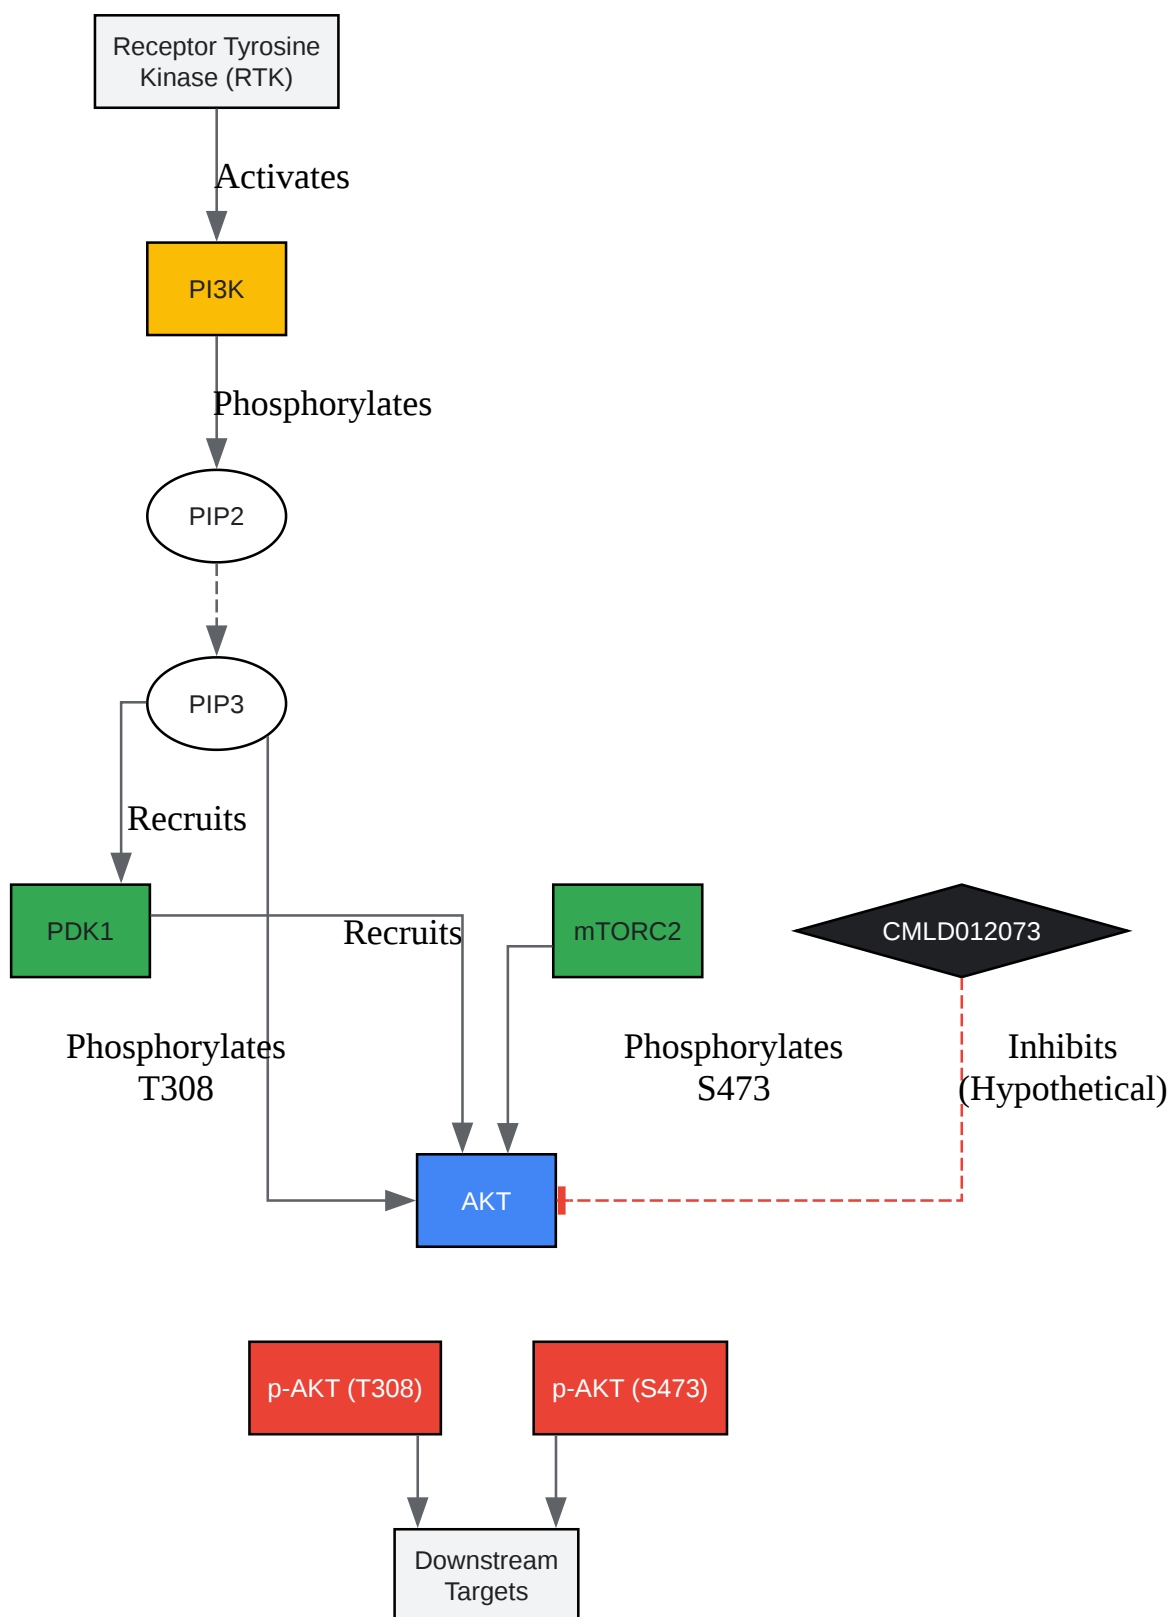 Receptor Tyrosine
Kinase (RTK)
Activates
PI3K
Phosphorylates
PIP2
PIP3
Recruits
PDK1
Recruits
mTORC2
CMLD012073
Phosphorylates
T308
Phosphorylates
S473
Inhibits
(Hypothetical)
AKT
p-AKT (T308)
p-AKT (S473)
Downstream
Targets